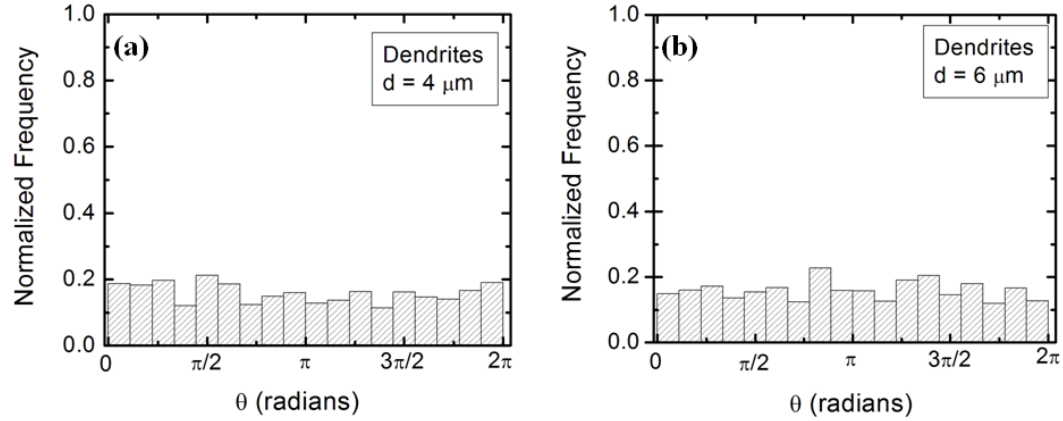 (a)
Dendrites
d = 4 μm
Normalized Frequency
1.0
0.8
0.6
0.4
0.2
0.0
0 π/2 π 3π/2 2π
θ (radians)
(b)
Dendrites
d = 6 μm
Normalized Frequency
1.0
0.8
0.6
0.4
0.2
0.0
0 π/2 π 3π/2 2π
θ (radians)